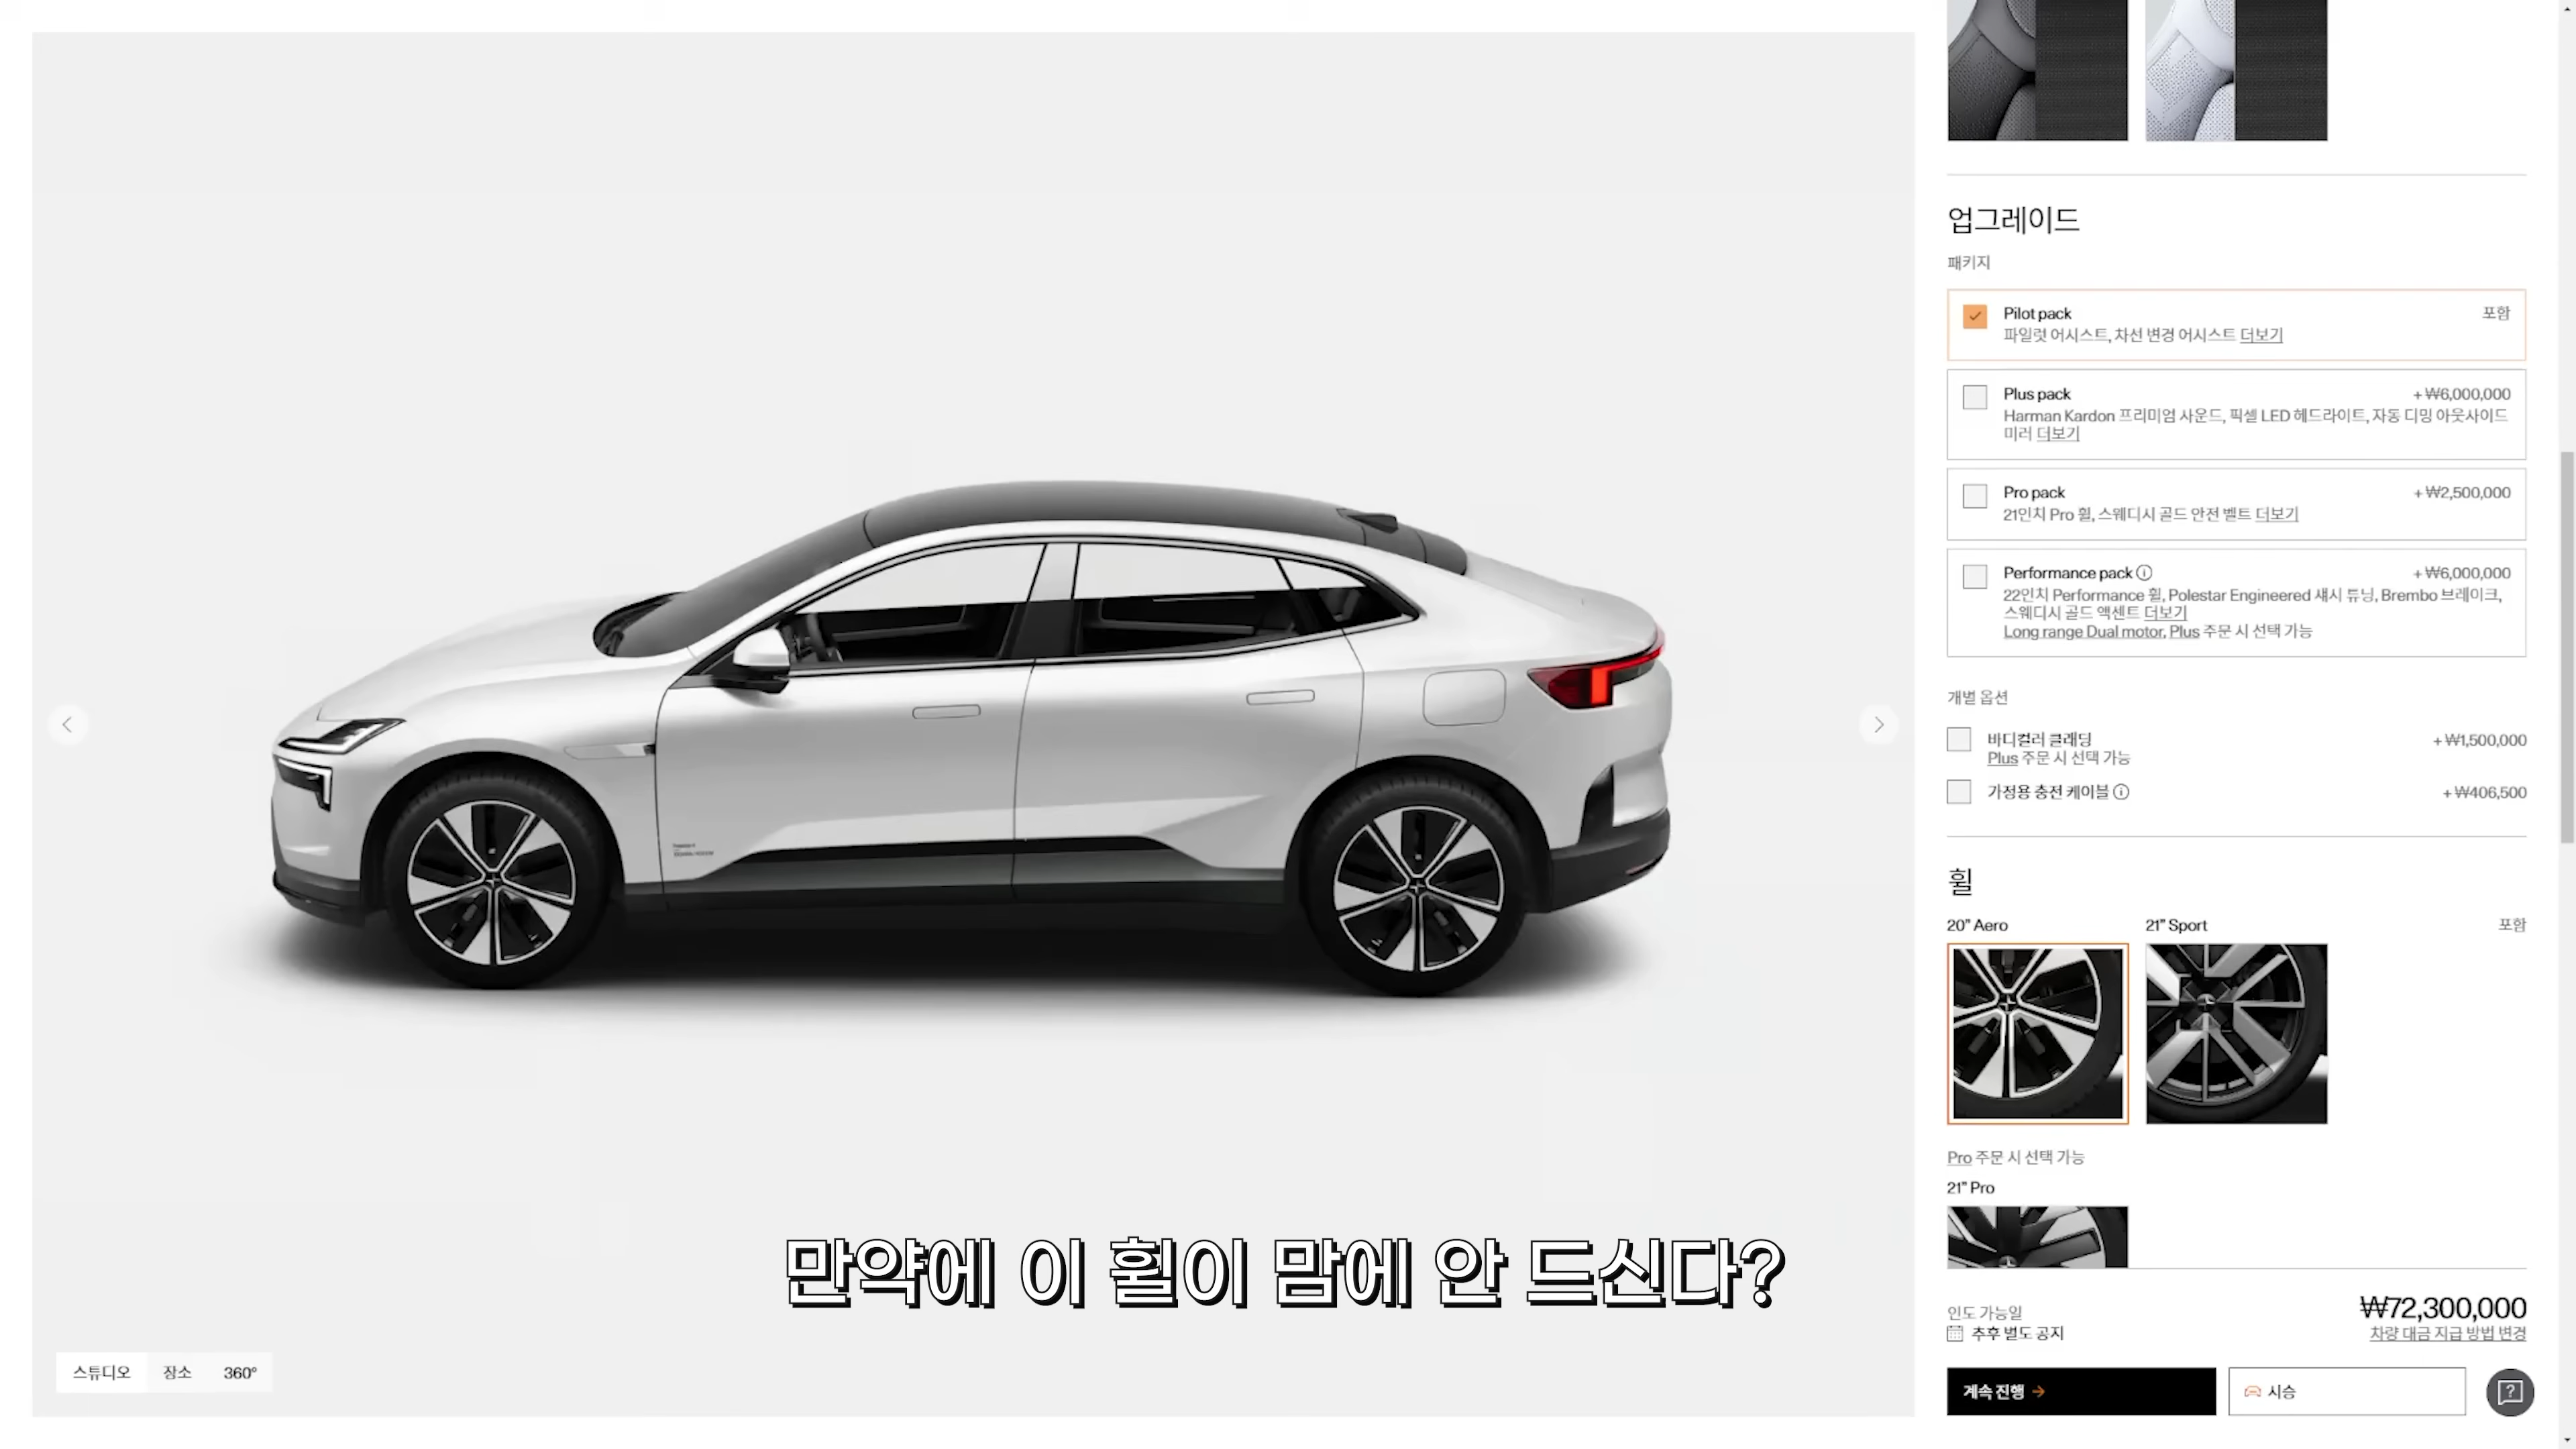 업그레이드
패키지
Pilot pack
포함
파일럿 어시스트, 차선 변경 어시스트 더보기
Plus pack
+₩6,000,000
Harman Kardon 프리미엄 사운드, 픽셀 LED 헤드라이트, 자동 디밍 아웃사이드
미러 더보기
Pro pack
+₩2,500,000
21인치 Pro 휠, 스웨디시 골드 안전 벨트 더보기
Performance pack
+₩6,000,000
22인치 Performance 휠, Polestar Engineered 섀시 튜닝, Brembo 브레이크,
스웨디시 골드 액센트 더보기
Long range Dual motor, Plus 주문 시 선택 가능
개별 옵션
바디컬러 클래딩
+₩1,500,000
Plus 주문 시 선택 가능
가정용 충전 케이블
+₩406,500
휠
20" Aero
21" Sport
포함
Pro 주문 시 선택 가능
21" Pro
만약에 이 휠이 맘에 안 드신다?
인도 가능일
추후 별도 공지
₩72,300,000
차량 대금 지급 방법 변경
스튜디오
장소
360°
계속 진행
시승